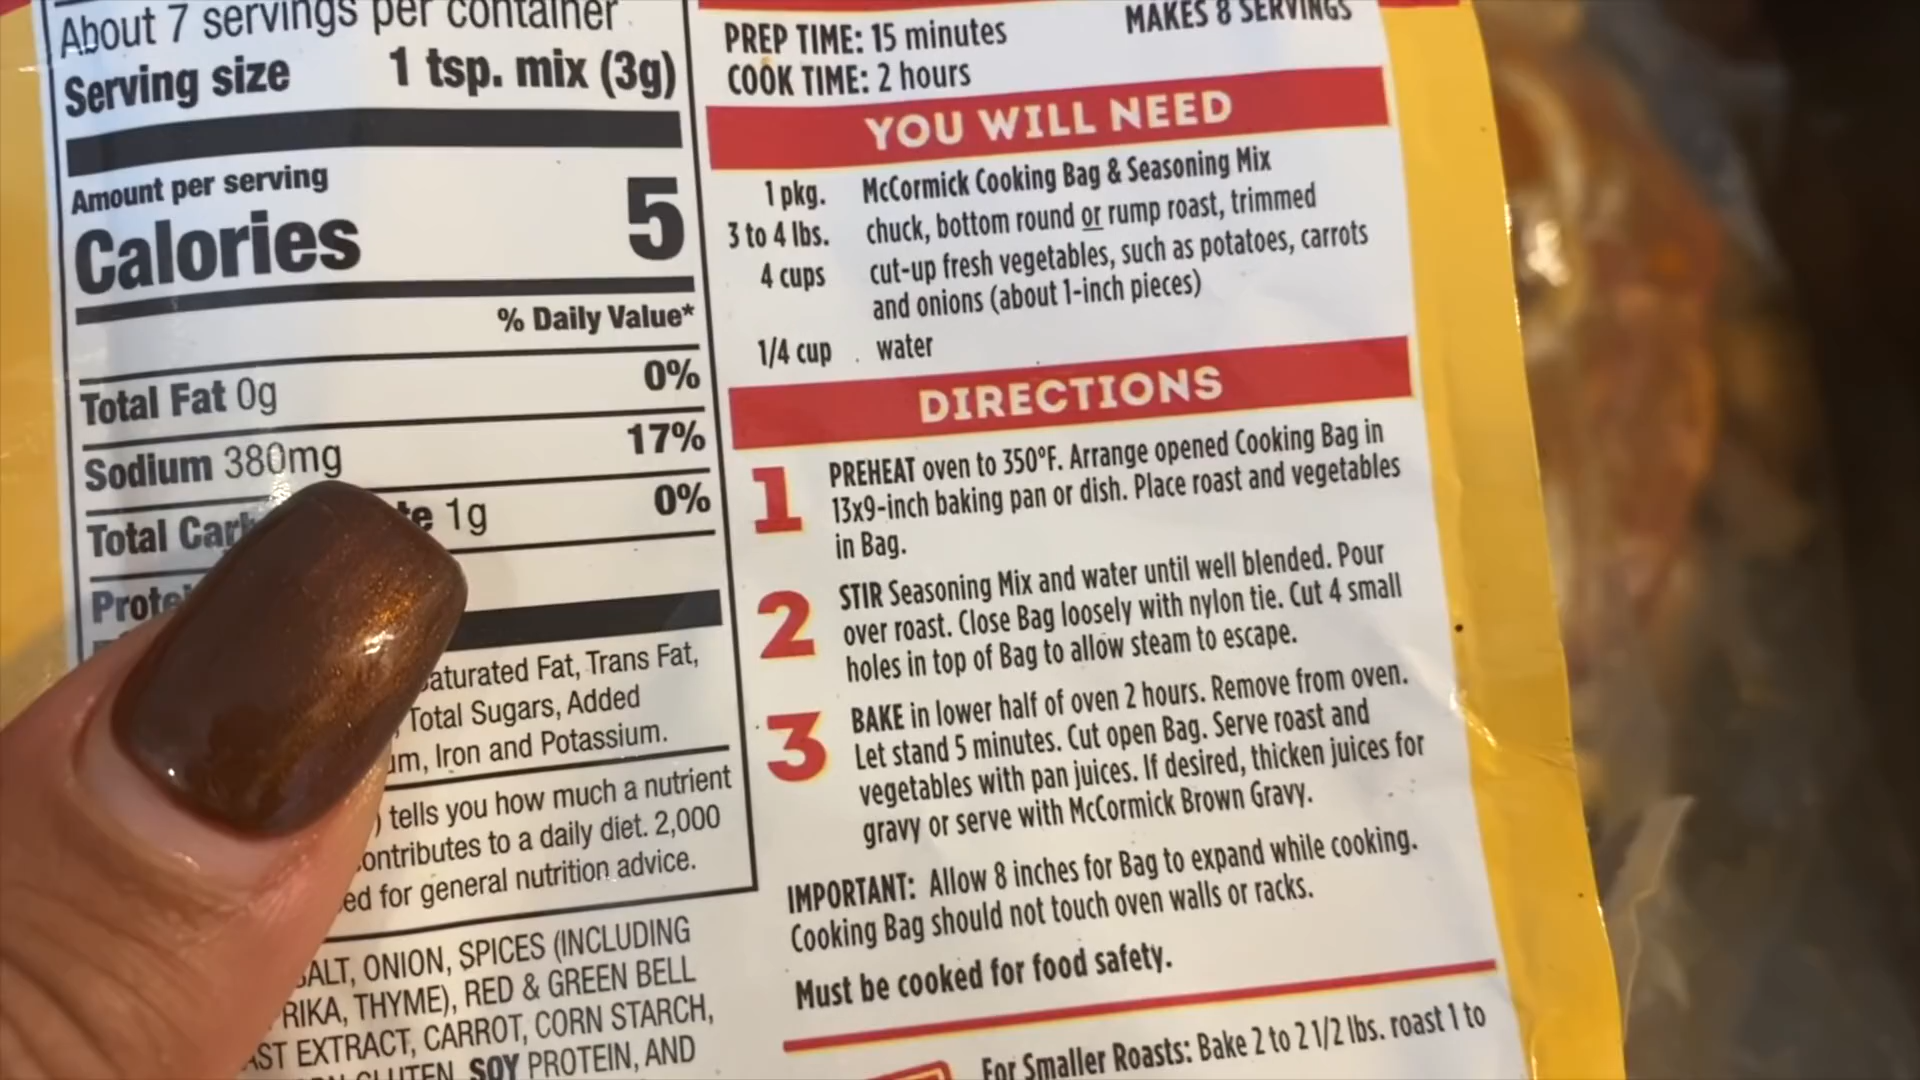 About 7 servings per container
Serving size 1 tsp. mix (3g)
Amount per serving
Calories 5
% Daily Value*
Total Fat 0g 0%
Sodium 380mg 17%
Total Car te 1g 0%
Prote
aturated Fat, Trans Fat,
Total Sugars, Added
um, Iron and Potassium.
) tells you how much a nutrient
ontributes to a daily diet. 2,000
ed for general nutrition advice.
SALT, ONION, SPICES (INCLUDING
RIKA, THYME), RED & GREEN BELL
AST EXTRACT, CARROT, CORN STARCH,
GLUTEN, SOY PROTEIN, AND
PREP TIME: 15 minutes
MAKES 8 SERVINGS
COOK TIME: 2 hours
YOU WILL NEED
1 pkg. McCormick Cooking Bag & Seasoning Mix
3 to 4 lbs. chuck, bottom round or rump roast, trimmed
4 cups cut-up fresh vegetables, such as potatoes, carrots
and onions (about 1-inch pieces)
1/4 cup water
DIRECTIONS
1 PREHEAT oven to 350°F. Arrange opened Cooking Bag in
13x9-inch baking pan or dish. Place roast and vegetables
in Bag.
2 STIR Seasoning Mix and water until well blended. Pour
over roast. Close Bag loosely with nylon tie. Cut 4 small
holes in top of Bag to allow steam to escape.
3 BAKE in lower half of oven 2 hours. Remove from oven.
Let stand 5 minutes. Cut open Bag. Serve roast and
vegetables with pan juices. If desired, thicken juices for
gravy or serve with McCormick Brown Gravy.
IMPORTANT: Allow 8 inches for Bag to expand while cooking.
Cooking Bag should not touch oven walls or racks.
Must be cooked for food safety.
For Smaller Roasts: Bake 2 to 2 1/2 lbs. roast 1 to